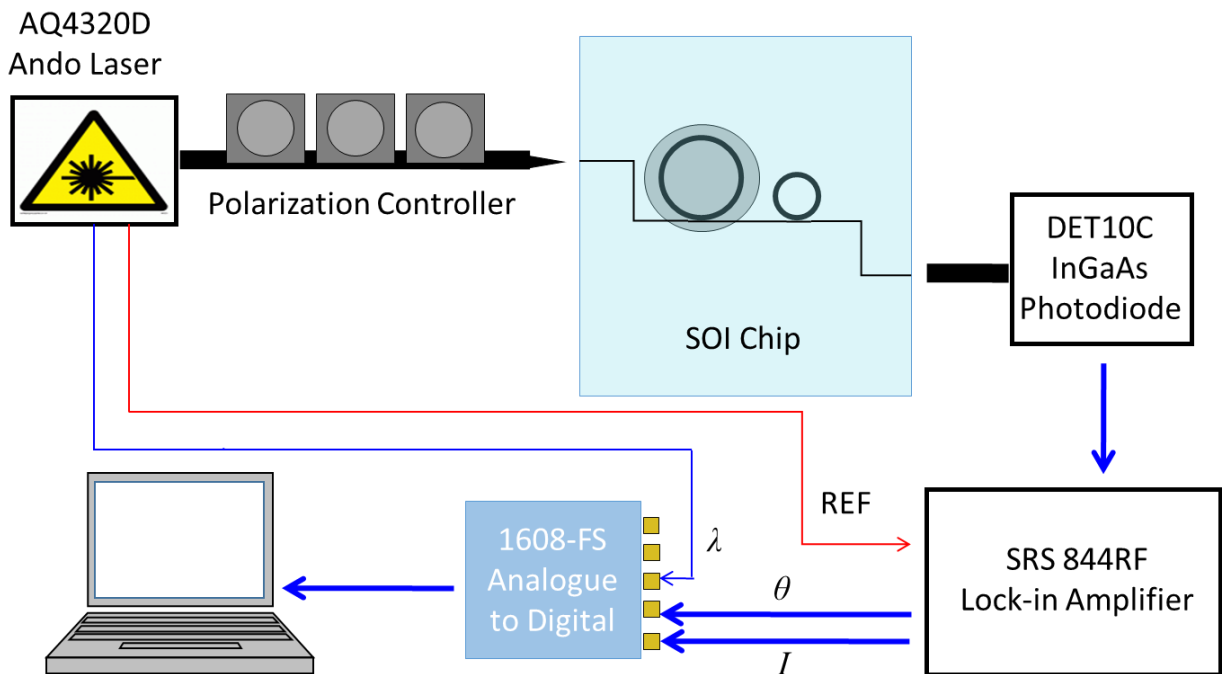 AQ4320D
Ando Laser
Polarization Controller
SOI Chip
DET10C
InGaAs
Photodiode
REF
λ
1608-FS
Analogue
to Digital
θ
I
SRS 844RF
Lock-in Amplifier